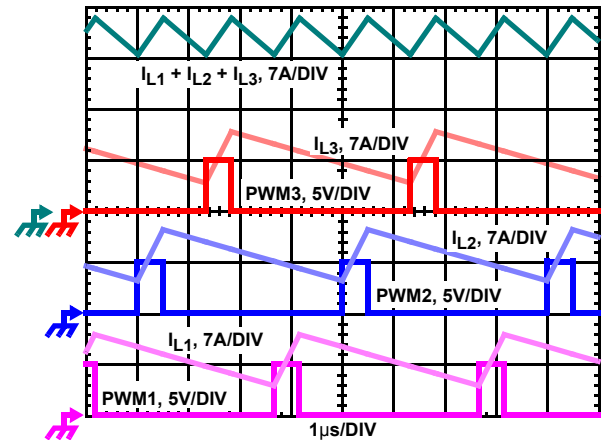 IL1 + IL2 + IL3, 7A/DIV
IL3, 7A/DIV
PWM3, 5V/DIV
IL2, 7A/DIV
PWM2, 5V/DIV
IL1, 7A/DIV
PWM1, 5V/DIV
1µs/DIV